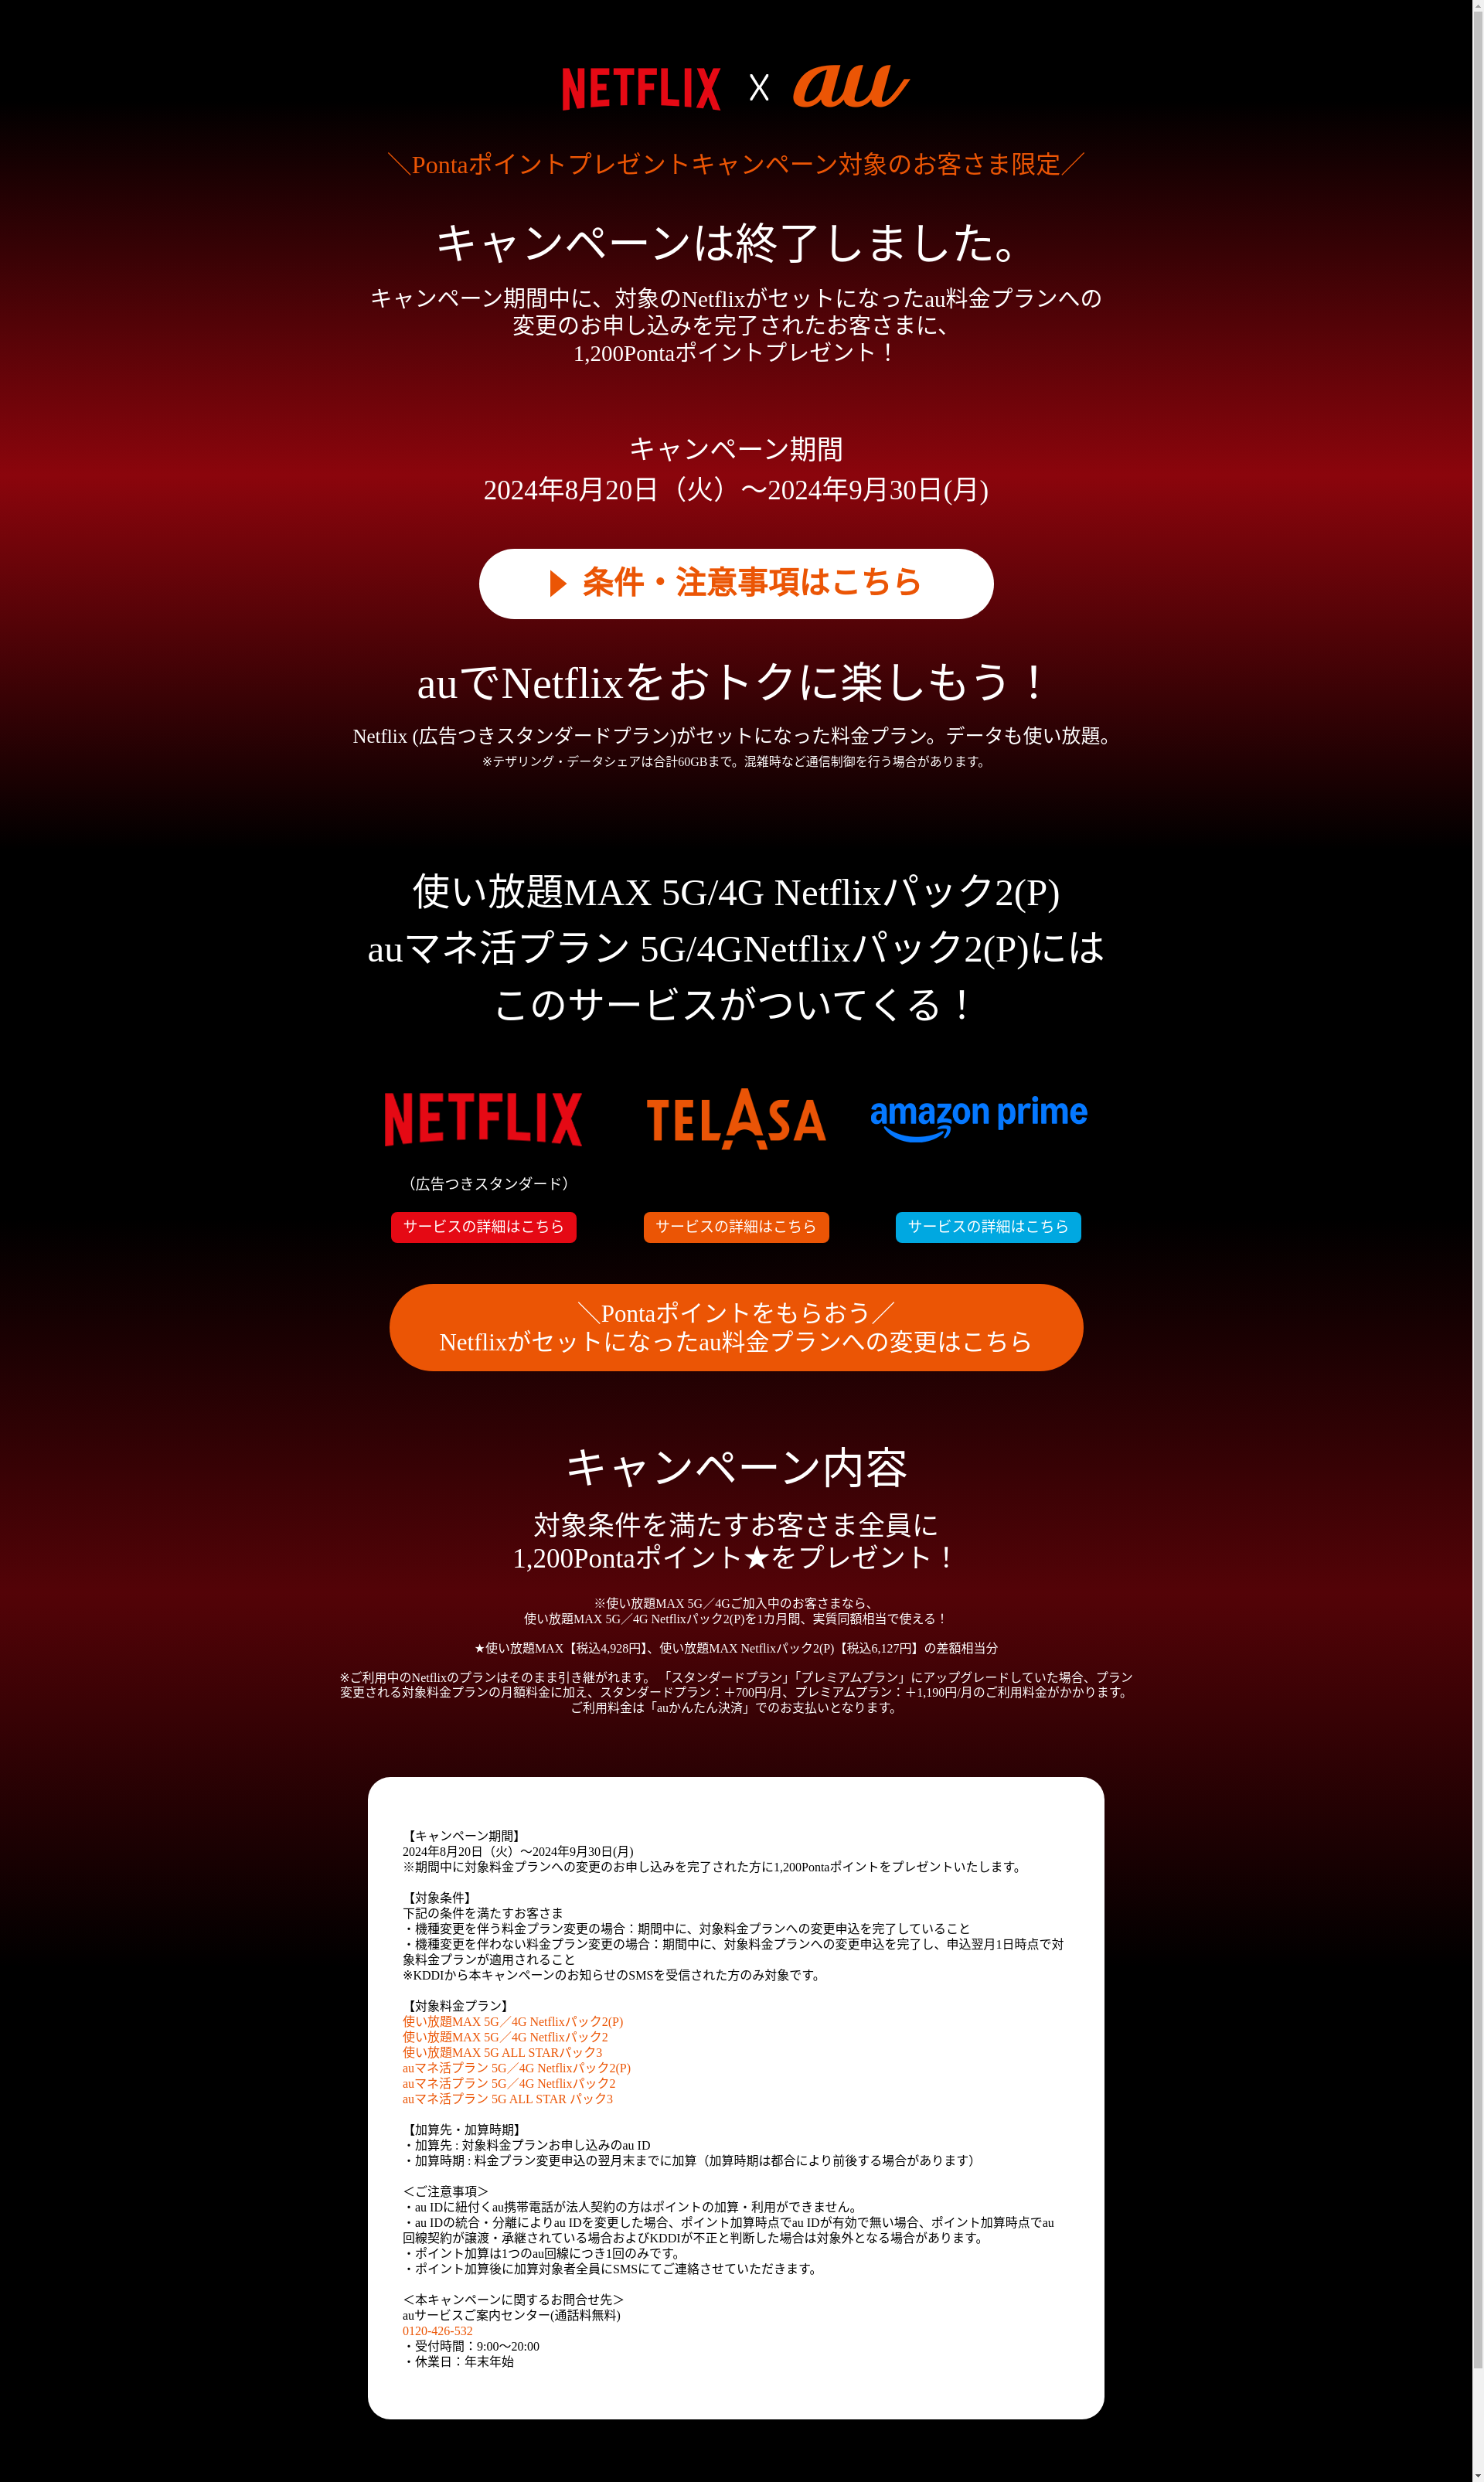 NETFLIX x au
＼Pontaポイントプレゼントキャンペーン対象のお客さま限定／
キャンペーンは終了しました。
キャンペーン期間中に、対象のNetflixがセットになったau料金プランへの
変更のお申し込みを完了されたお客さまに、
1,200Pontaポイントプレゼント！
キャンペーン期間
2024年8月20日（火）～2024年9月30日(月)
条件・注意事項はこちら
auでNetflixをおトクに楽しもう！
Netflix (広告つきスタンダードプラン)がセットになった料金プラン。データも使い放題。
※テザリング・データシェアは合計60GBまで。混雑時など通信制御を行う場合があります。
使い放題MAX 5G/4G Netflixパック2(P)
auマネ活プラン 5G/4GNetflixパック2(P)には
このサービスがついてくる！
NETFLIX TELASA amazon prime
（広告つきスタンダード）
サービスの詳細はこちら サービスの詳細はこちら サービスの詳細はこちら
＼Pontaポイントをもらおう／
Netflixがセットになったau料金プランへの変更はこちら
キャンペーン内容
対象条件を満たすお客さま全員に
1,200Pontaポイント★をプレゼント！
※使い放題MAX 5G／4Gご加入中のお客さまなら、
使い放題MAX 5G／4G Netflixパック2(P)を1カ月間、実質同額相当で使える！
★使い放題MAX【税込4,928円】、使い放題MAX Netflixパック2(P)【税込6,127円】の差額相当分
※ご利用中のNetflixのプランはそのまま引き継がれます。 「スタンダードプラン」「プレミアムプラン」にアップグレードしていた場合、プラン
変更される対象料金プランの月額料金に加え、スタンダードプラン：＋700円/月、プレミアムプラン：＋1,190円/月のご利用料金がかかります。
ご利用料金は「auかんたん決済」でのお支払いとなります。
【キャンペーン期間】
2024年8月20日（火）～2024年9月30日(月)
※期間中に対象料金プランへの変更のお申し込みを完了された方に1,200Pontaポイントをプレゼントいたします。
【対象条件】
下記の条件を満たすお客さま
・機種変更を伴う料金プラン変更の場合：期間中に、対象料金プランへの変更申込を完了していること
・機種変更を伴わない料金プラン変更の場合：期間中に、対象料金プランへの変更申込を完了し、申込翌月1日時点で対
象料金プランが適用されること
※KDDIから本キャンペーンのお知らせのSMSを受信された方のみ対象です。
【対象料金プラン】
使い放題MAX 5G／4G Netflixパック2(P)
使い放題MAX 5G／4G Netflixパック2
使い放題MAX 5G ALL STARパック3
auマネ活プラン 5G／4G Netflixパック2(P)
auマネ活プラン 5G／4G Netflixパック2
auマネ活プラン 5G ALL STAR パック3
【加算先・加算時期】
・加算先 : 対象料金プランお申し込みのau ID
・加算時期 : 料金プラン変更申込の翌月末までに加算（加算時期は都合により前後する場合があります）
＜ご注意事項＞
・au IDに紐付くau携帯電話が法人契約の方はポイントの加算・利用ができません。
・au IDの統合・分離によりau IDを変更した場合、ポイント加算時点でau IDが有効で無い場合、ポイント加算時点でau
回線契約が譲渡・承継されている場合およびKDDIが不正と判断した場合は対象外となる場合があります。
・ポイント加算は1つのau回線につき1回のみです。
・ポイント加算後に加算対象者全員にSMSにてご連絡させていただきます。
＜本キャンペーンに関するお問合せ先＞
auサービスご案内センター(通話料無料)
0120-426-532
・受付時間：9:00～20:00
・休業日：年末年始